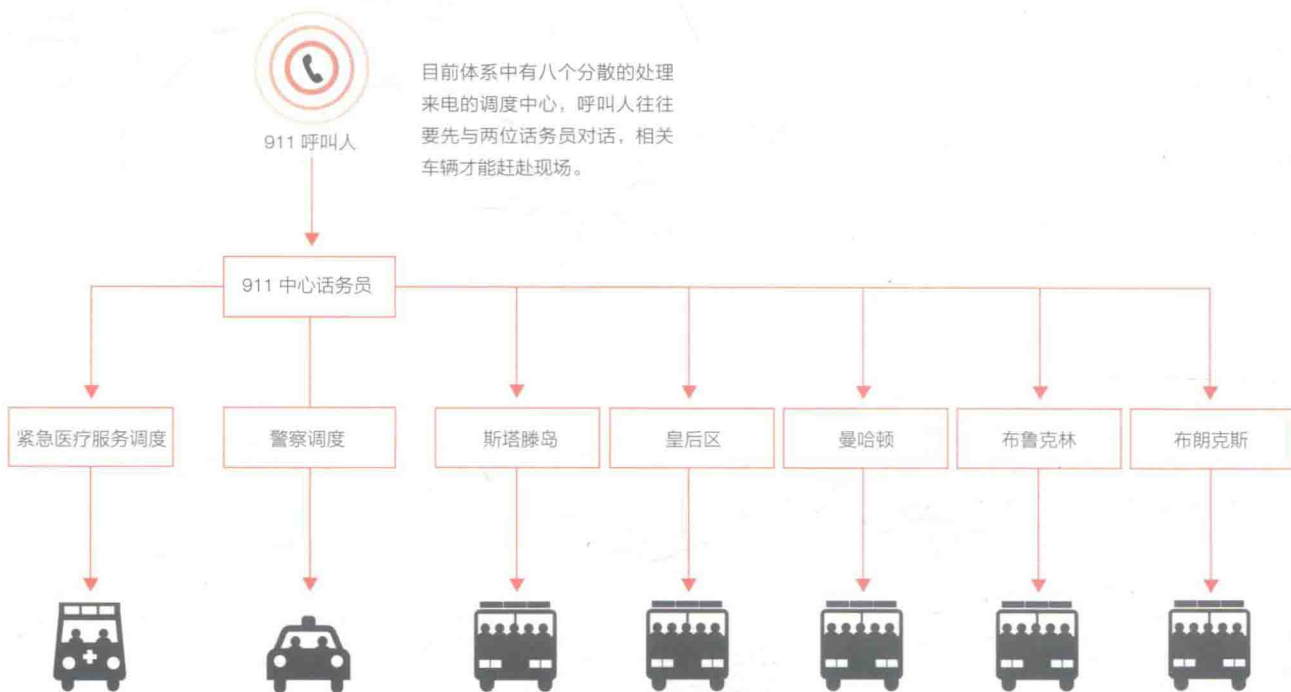 911 呼叫人
目前体系中有八个分散的处理
来电的调度中心，呼叫人往往
要先与两位话务员对话，相关
车辆才能赶赴现场。
911 中心话务员
紧急医疗服务调度
警察调度
斯塔滕岛
皇后区
曼哈顿
布鲁克林
布朗克斯